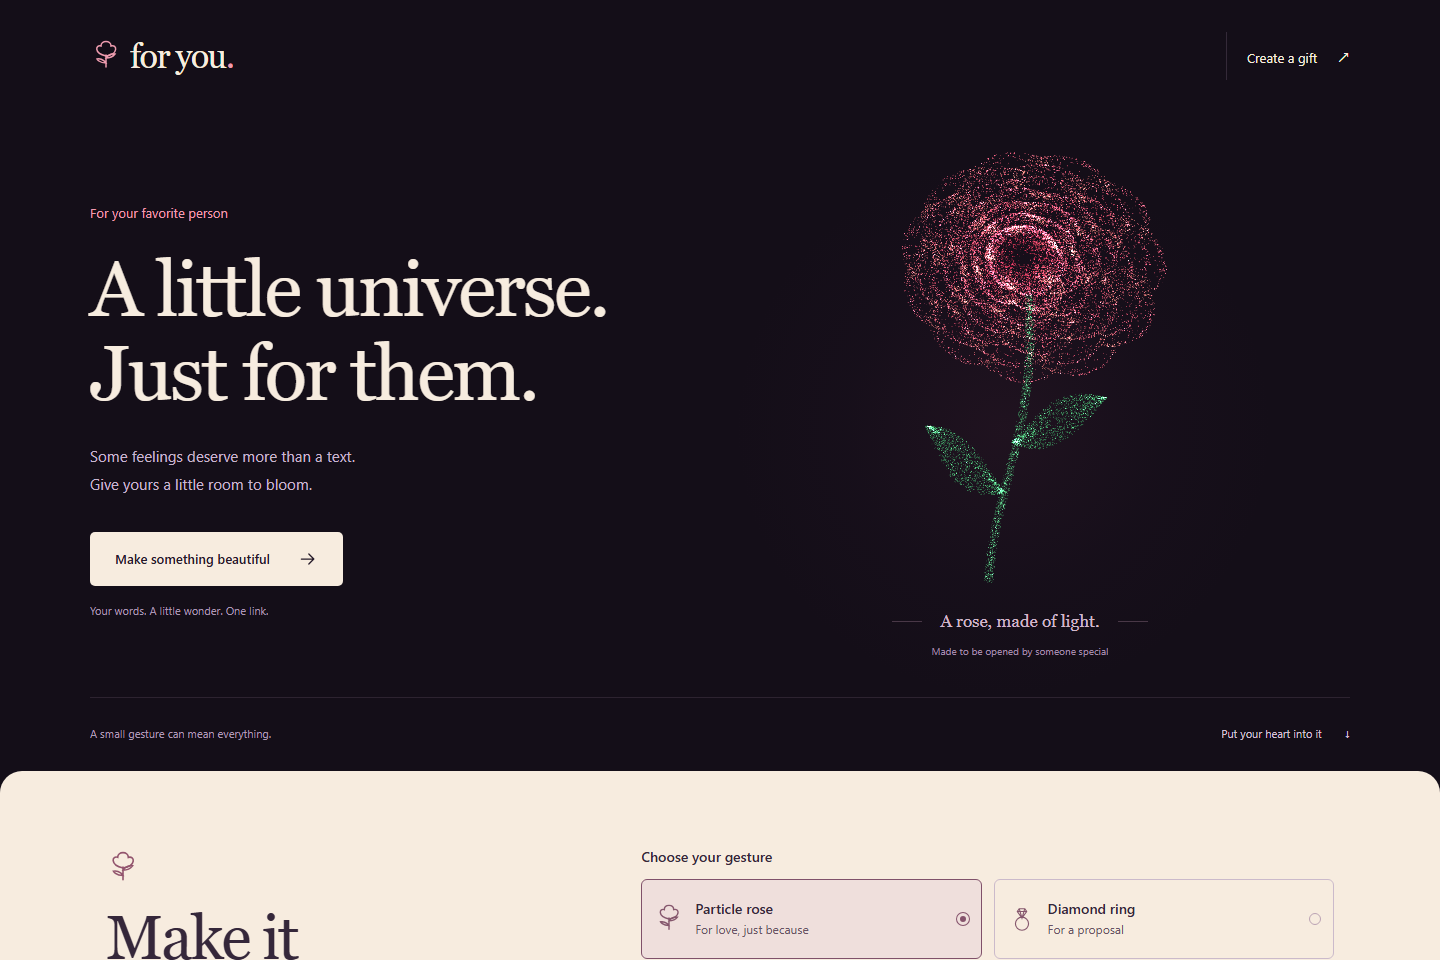 for you.
Create a gift ↗
For your favorite person
A little universe.
Just for them.
Some feelings deserve more than a text.
Give yours a little room to bloom.
Make something beautiful →
Your words. A little wonder. One link.
A rose, made of light.
Made to be opened by someone special
A small gesture can mean everything.
Put your heart into it ↓
Make it
Choose your gesture
Particle rose
For love, just because
Diamond ring
For a proposal